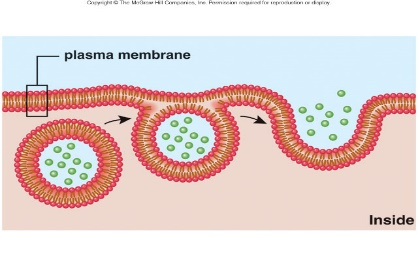 Copyright © The McGraw-Hill Companies, Inc. Permission required for reproduction or display.
plasma membrane
Inside